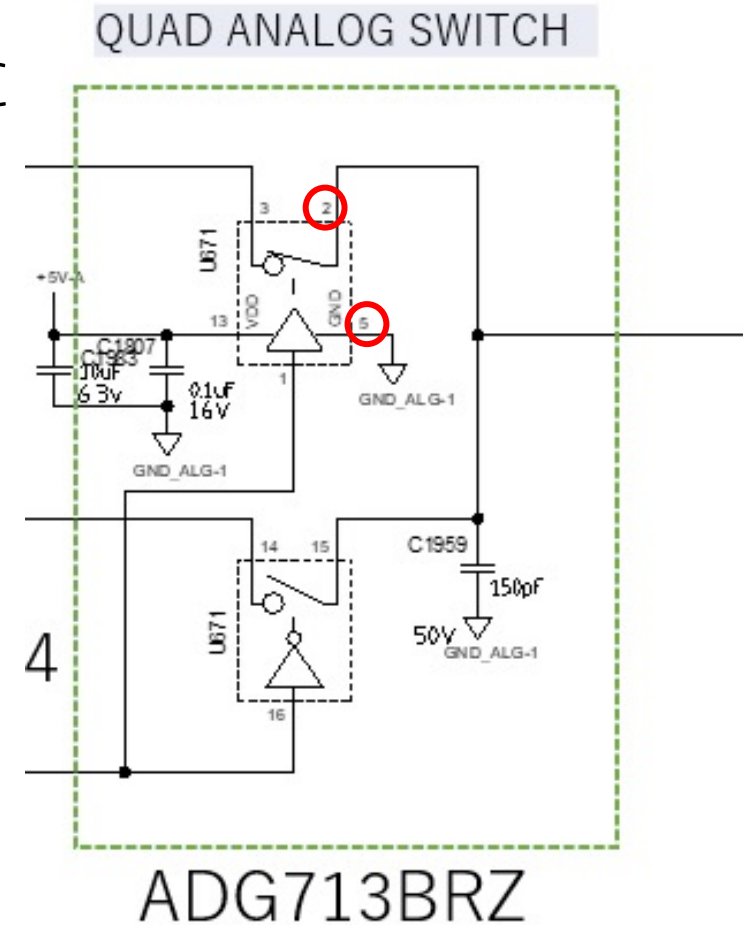 QUAD ANALOG SWITCH
3
2
U671
+5V-A
13
VDD
GND
5
C1807
10uF
6.3v
0.1uF
16V
1
GND_ALG-1
GND_ALG-1
14
15
C1959
150pF
U671
50V
GND_ALG-1
4
16
ADG713BRZ